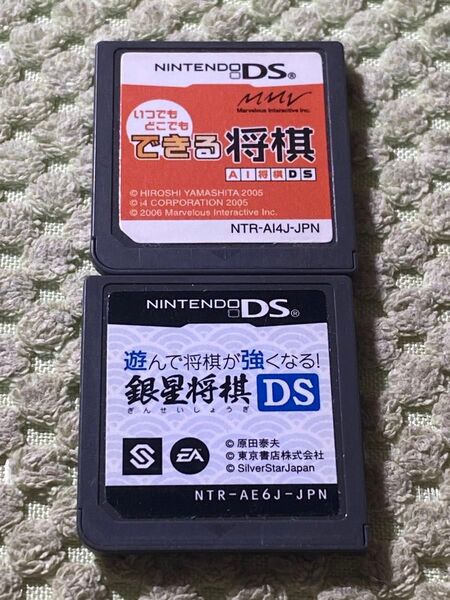 NINTENDO DS®
MMV
Marvelous Interactive Inc.
いつでも
どこでも
できる将棋
AI将棋DS
© HIROSHI YAMASHITA 2005
© i4 CORPORATION 2005
© 2006 Marvelous Interactive Inc.
NTR-AI4J-JPN
NINTENDO DS®
遊んで将棋が強くなる!
銀星将棋 DS
ぎんせいしょうぎ
EA
© 原田泰夫
© 東京書店株式会社
© SilverStarJapan
NTR-AE6J-JPN